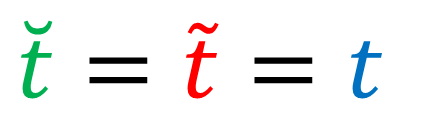 t̆ = t̃ = t